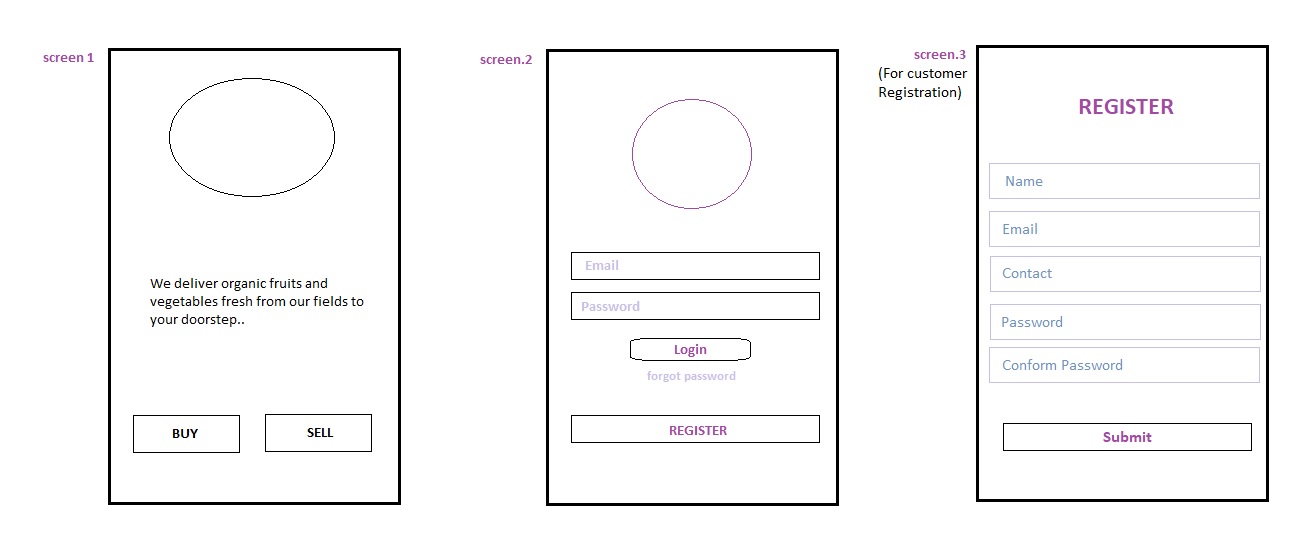 screen 1
We deliver organic fruits and
vegetables fresh from our fields to
your doorstep..
BUY
SELL
screen.2
Email
Password
Login
forgot password
REGISTER
screen.3
(For customer
Registration)
REGISTER
Name
Email
Contact
Password
Conform Password
Submit